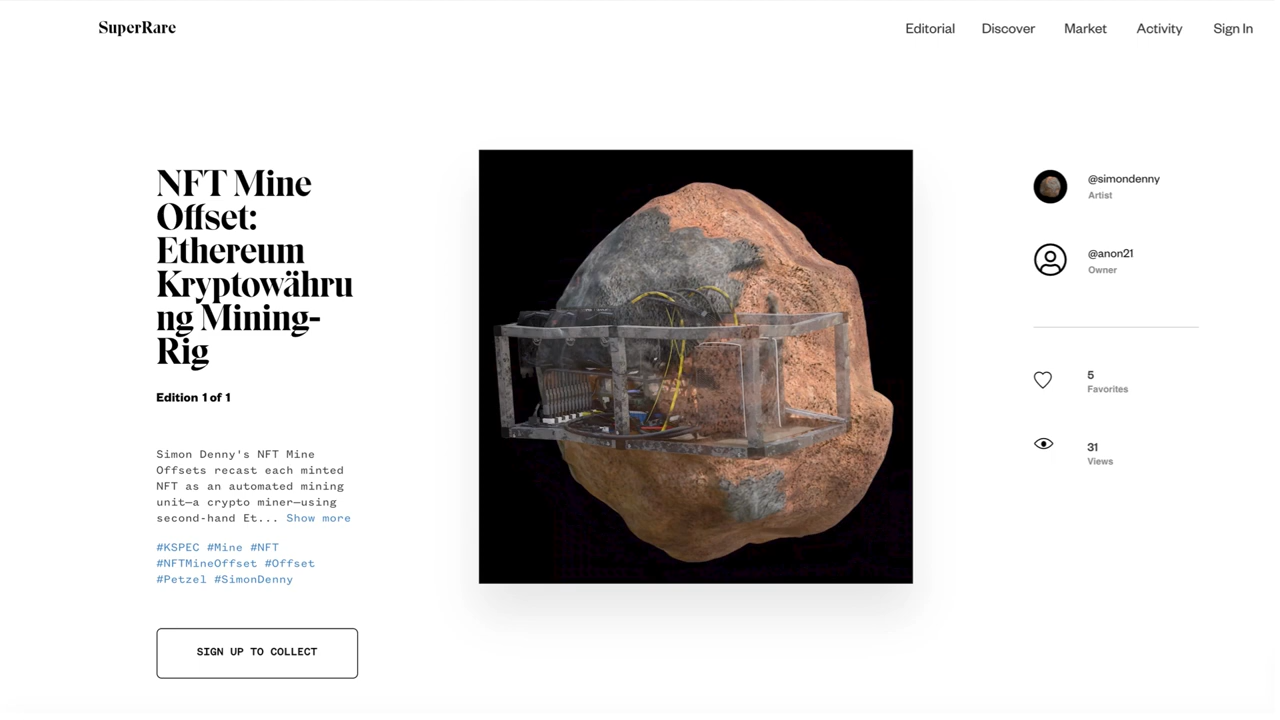 SuperRare
Editorial Discover Market Activity Sign In
NFT Mine
Offset:
Ethereum
Kryptowähru
ng Mining-
Rig
Edition 1 of 1
Simon Denny's NFT Mine
Offsets recast each minted
NFT as an automated mining
unit—a crypto miner—using
second-hand Et... Show more
#KSPEC #Mine #NFT
#NFTMineOffset #Offset
#Petzel #SimonDenny
SIGN UP TO COLLECT
@simondenny
Artist
@anon21
Owner
5
Favorites
31
Views